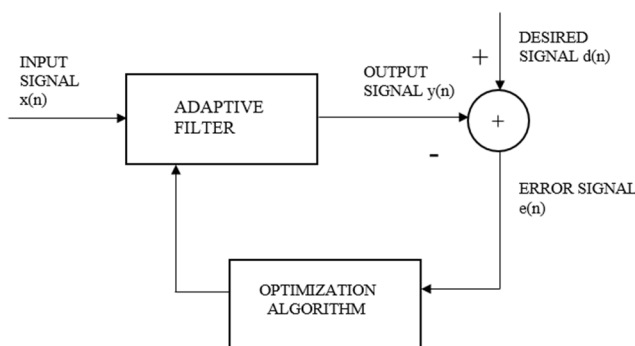 INPUT
SIGNAL
x(n)
ADAPTIVE
FILTER
OUTPUT
SIGNAL y(n)
+
DESIRED
SIGNAL d(n)
+
-
ERROR SIGNAL
e(n)
OPTIMIZATION
ALGORITHM